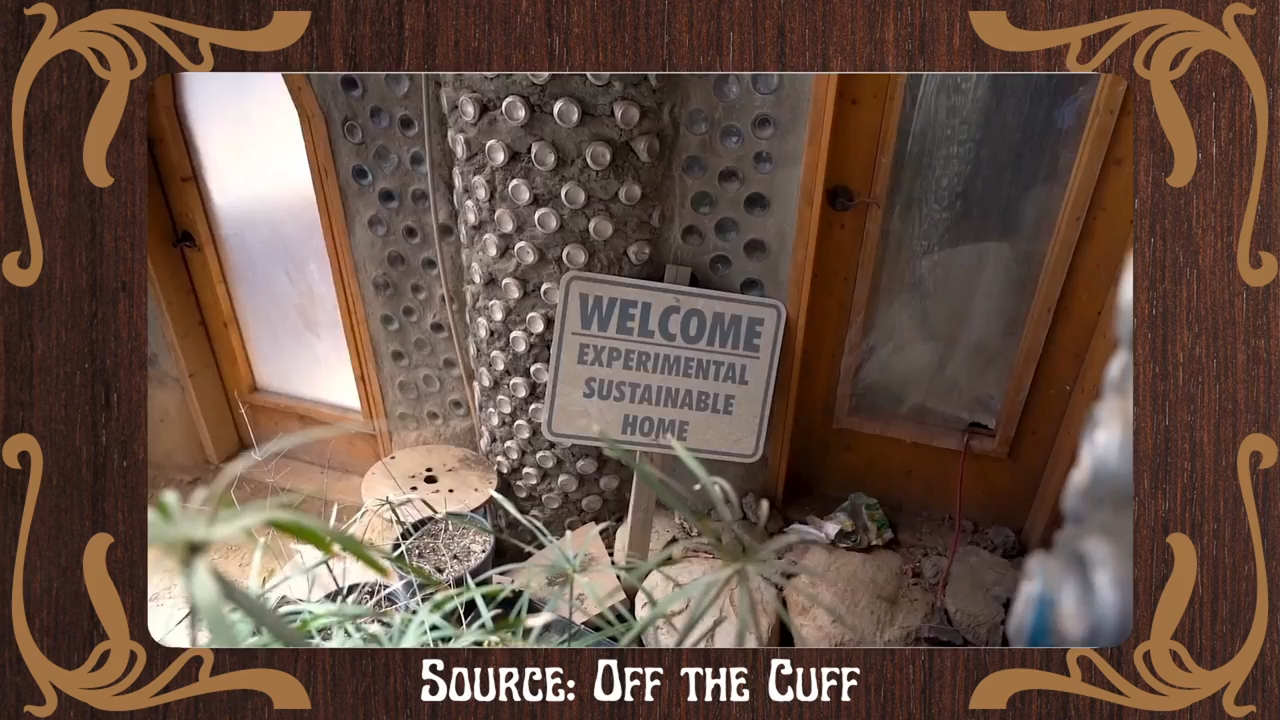 WELCOME
EXPERIMENTAL
SUSTAINABLE
HOME
Source: Off the Cuff